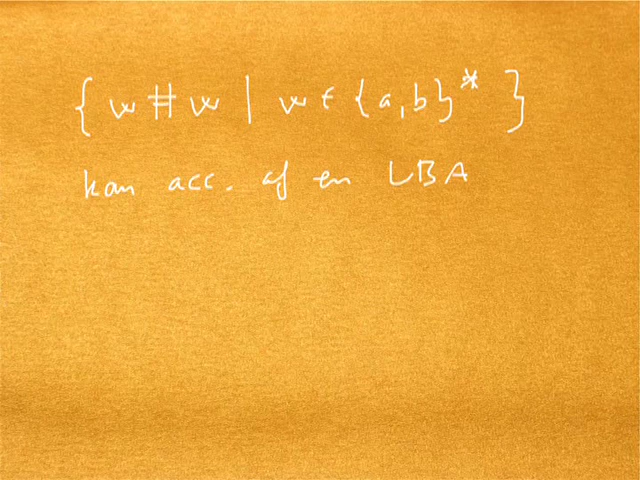 { w # w | w ∈ {a,b}* }
kan acc. af en LBA